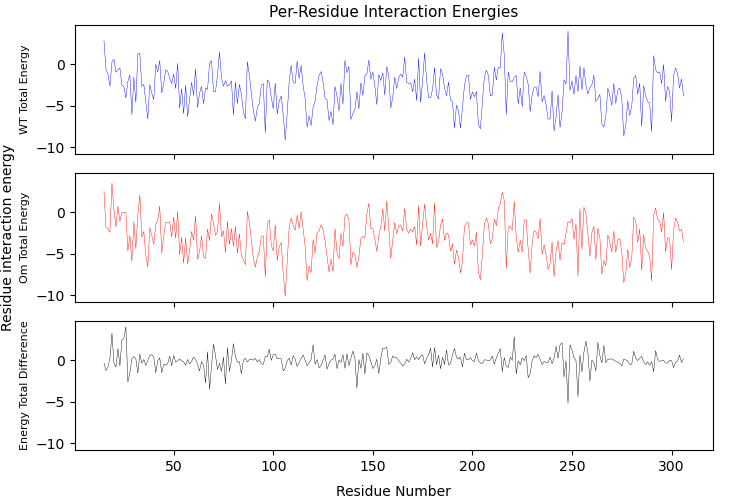 Per-Residue Interaction Energies
Residue interaction energy
WT Total Energy
0
−5
−10
Om Total Energy
0
−5
−10
Energy Total Difference
0
−5
−10
50 100 150 200 250 300
Residue Number